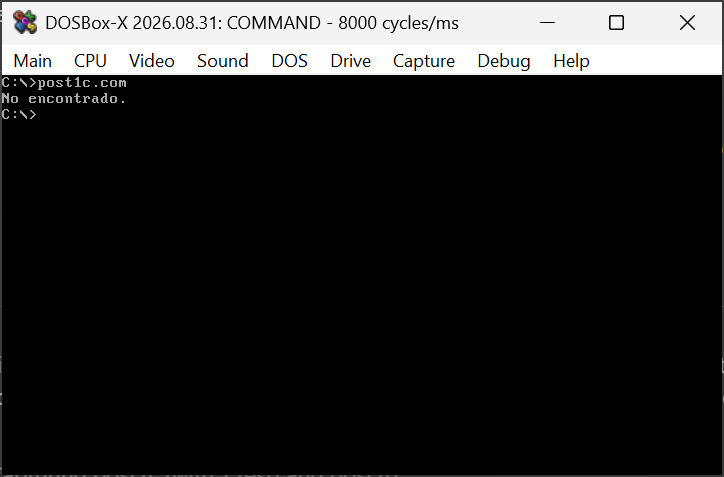 DOSBox-X 2026.08.31: COMMAND - 8000 cycles/ms
Main CPU Video Sound DOS Drive Capture Debug Help
C:\>post1c.com
No encontrado.
C:\>